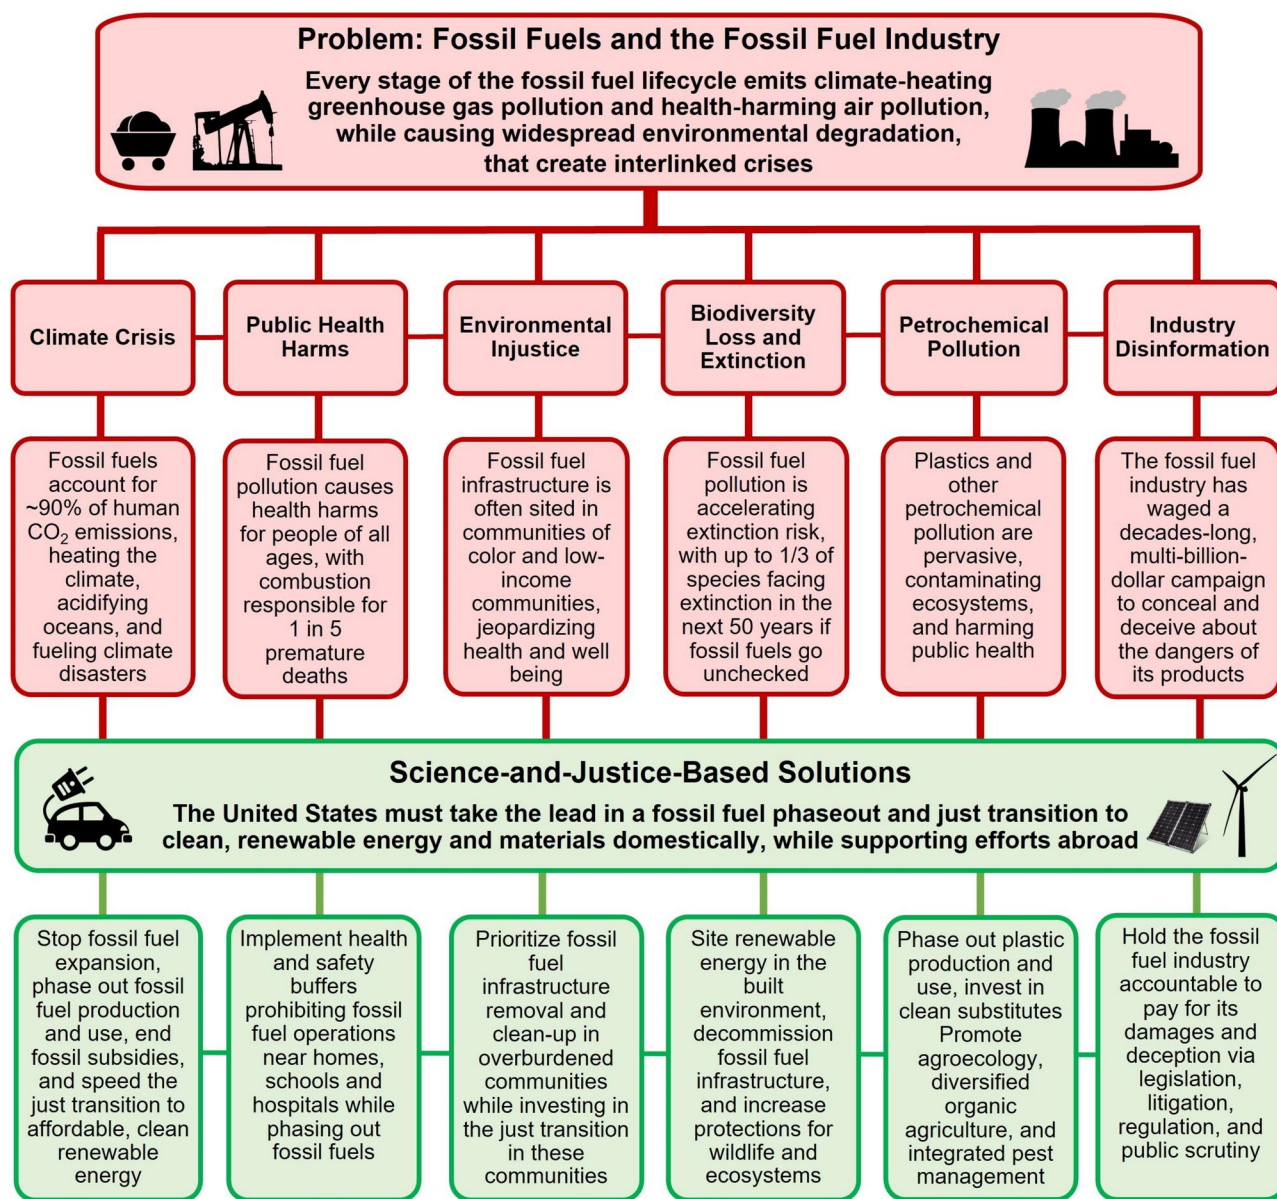 Problem: Fossil Fuels and the Fossil Fuel Industry
Every stage of the fossil fuel lifecycle emits climate-heating
greenhouse gas pollution and health-harming air pollution,
while causing widespread environmental degradation,
that create interlinked crises
Climate Crisis
Public Health
Harms
Environmental
Injustice
Biodiversity
Loss and
Extinction
Petrochemical
Pollution
Industry
Disinformation
Fossil fuels
account for
~90% of human
CO₂ emissions,
heating the
climate,
acidifying
oceans, and
fueling climate
disasters
Fossil fuel
pollution causes
health harms
for people of all
ages, with
combustion
responsible for
1 in 5
premature
deaths
Fossil fuel
infrastructure is
often sited in
communities of
color and low-
income
communities,
jeopardizing
health and well
being
Fossil fuel
pollution is
accelerating
extinction risk,
with up to 1/3 of
species facing
extinction in the
next 50 years if
fossil fuels go
unchecked
Plastics and
other
petrochemical
pollution are
pervasive,
contaminating
ecosystems,
and harming
public health
The fossil fuel
industry has
waged a
decades-long,
multi-billion-
dollar campaign
to conceal and
deceive about
the dangers of
its products
Science-and-Justice-Based Solutions
The United States must take the lead in a fossil fuel phaseout and just transition to
clean, renewable energy and materials domestically, while supporting efforts abroad
Stop fossil fuel
expansion,
phase out fossil
fuel production
and use, end
fossil subsidies,
and speed the
just transition to
affordable, clean
renewable
energy
Implement health
and safety
buffers
prohibiting fossil
fuel operations
near homes,
schools and
hospitals while
phasing out
fossil fuels
Prioritize fossil
fuel
infrastructure
removal and
clean-up in
overburdened
communities
while investing in
the just transition
in these
communities
Site renewable
energy in the
built
environment,
decommission
fossil fuel
infrastructure,
and increase
protections for
wildlife and
ecosystems
Phase out plastic
production and
use, invest in
clean substitutes
Promote
agroecology,
diversified
organic
agriculture, and
integrated pest
management
Hold the fossil
fuel industry
accountable to
pay for its
damages and
deception via
legislation,
litigation,
regulation, and
public scrutiny